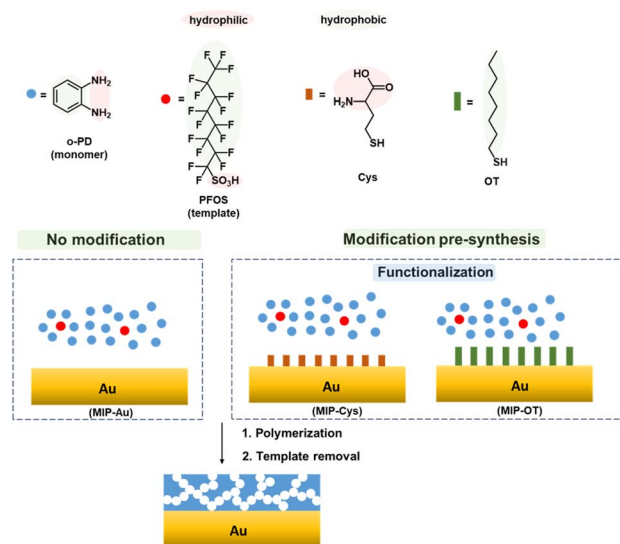 hydrophilic
hydrophobic
= NH₂
NH₂
o-PD
(monomer)
= F F F
F F
F F
F F
F F
F F
F F
F F
F F
SO₃H
PFOS
(template)
= HO
O
H₂N
SH
Cys
=
SH
OT
No modification
Modification pre-synthesis
Functionalization
Au
(MIP-Au)
Au
(MIP-Cys)
Au
(MIP-OT)
1. Polymerization
2. Template removal
Au